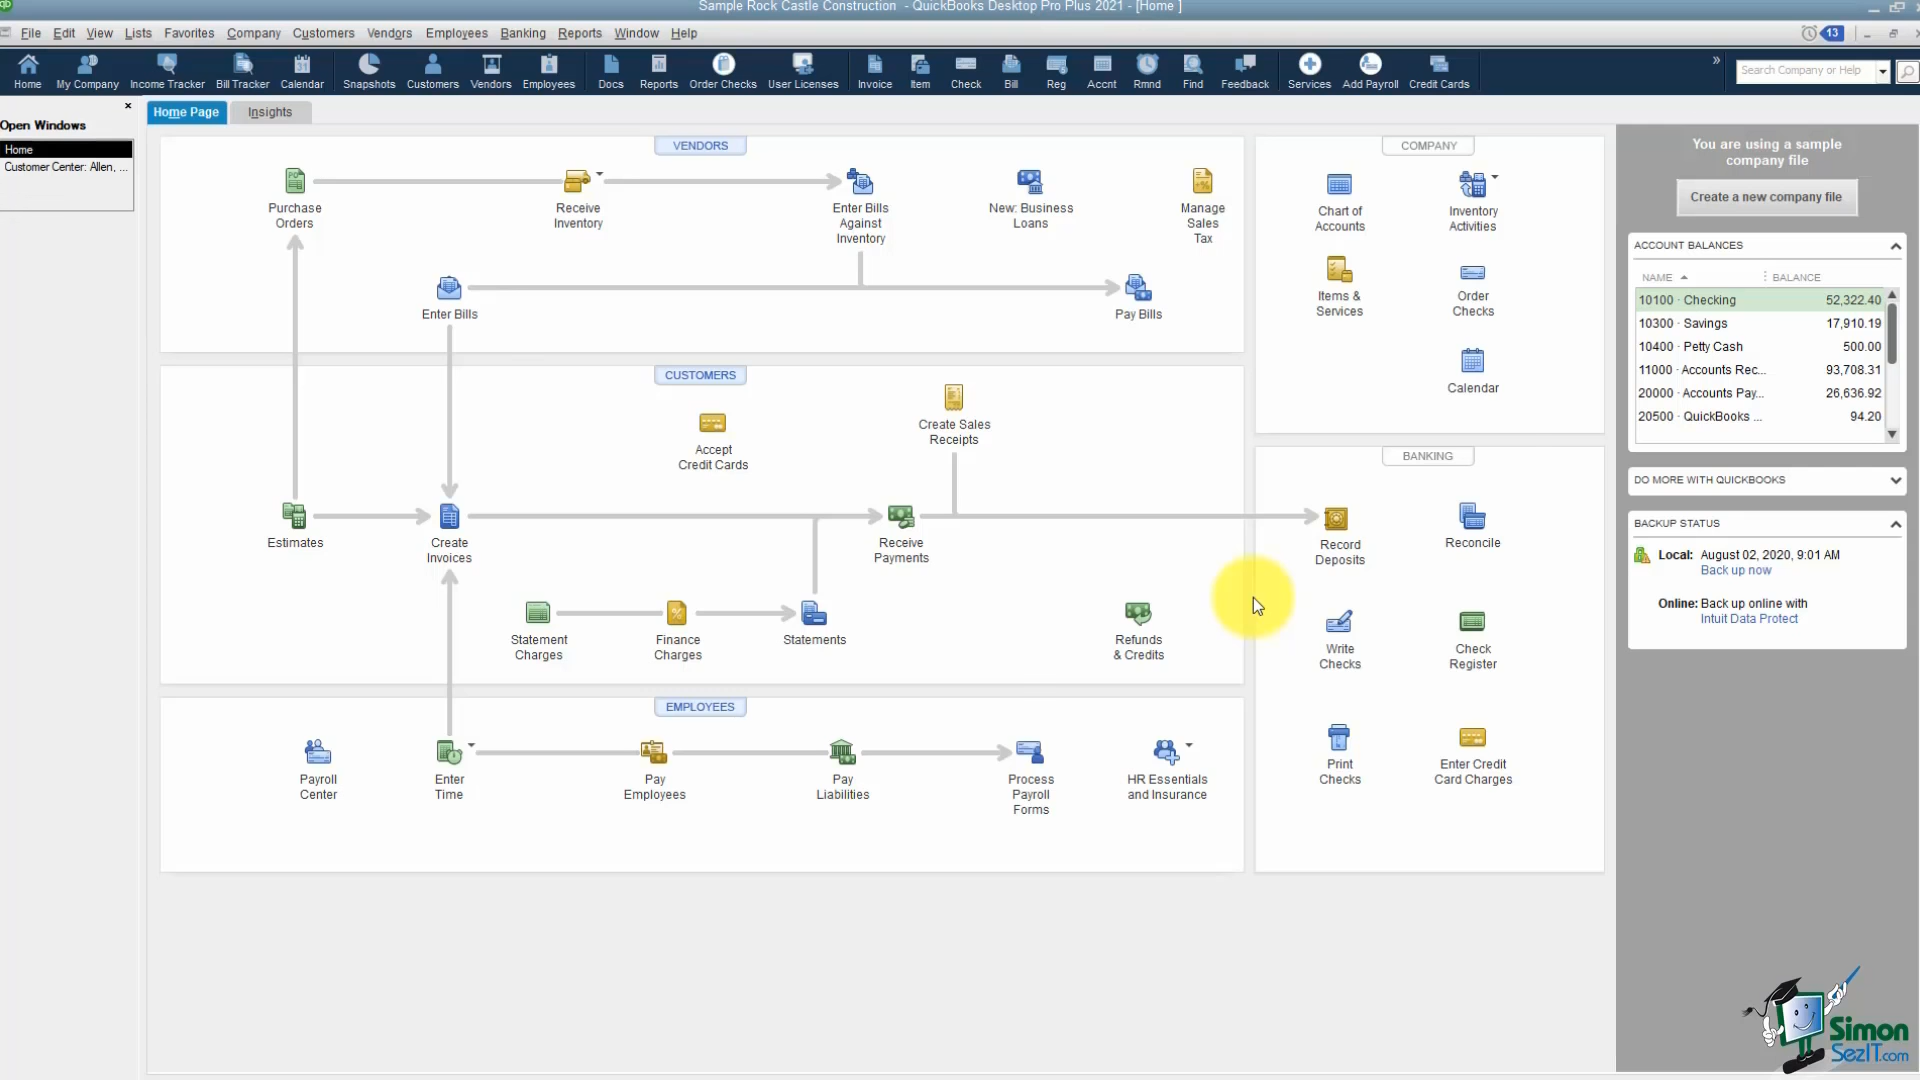 Sample Rock Castle Construction - QuickBooks Desktop Pro Plus 2021 - [Home ]
File Edit View Lists Favorites Company Customers Vendors Employees Banking Reports Window Help
13
Home My Company Income Tracker Bill Tracker Calendar Snapshots Customers Vendors Employees Docs Reports Order Checks User Licenses Invoice Item Check Bill Reg Accnt Rmnd Find Feedback Services Add Payroll Credit Cards
Search Company or Help
Open Windows
Home
Customer Center: Allen, ...
Home Page
Insights
VENDORS
Purchase
Orders
Receive
Inventory
Enter Bills
Against
Inventory
New: Business
Loans
Manage
Sales
Tax
Enter Bills
Pay Bills
CUSTOMERS
Accept
Credit Cards
Create Sales
Receipts
Estimates
Create
Invoices
Receive
Payments
Statement
Charges
Finance
Charges
Statements
Refunds
& Credits
EMPLOYEES
Payroll
Center
Enter
Time
Pay
Employees
Pay
Liabilities
Process
Payroll
Forms
HR Essentials
and Insurance
COMPANY
Chart of
Accounts
Inventory
Activities
Items &
Services
Order
Checks
Calendar
BANKING
Record
Deposits
Reconcile
Write
Checks
Check
Register
Print
Checks
Enter Credit
Card Charges
You are using a sample
company file
Create a new company file
ACCOUNT BALANCES
NAME BALANCE
10100 · Checking 52,322.40
10300 · Savings 17,910.19
10400 · Petty Cash 500.00
11000 · Accounts Rec... 93,708.31
20000 · Accounts Pay... 26,636.92
20500 · QuickBooks ... 94.20
DO MORE WITH QUICKBOOKS
BACKUP STATUS
Local: August 02, 2020, 9:01 AM
Back up now
Online: Back up online with
Intuit Data Protect
Simon
SezIT.com